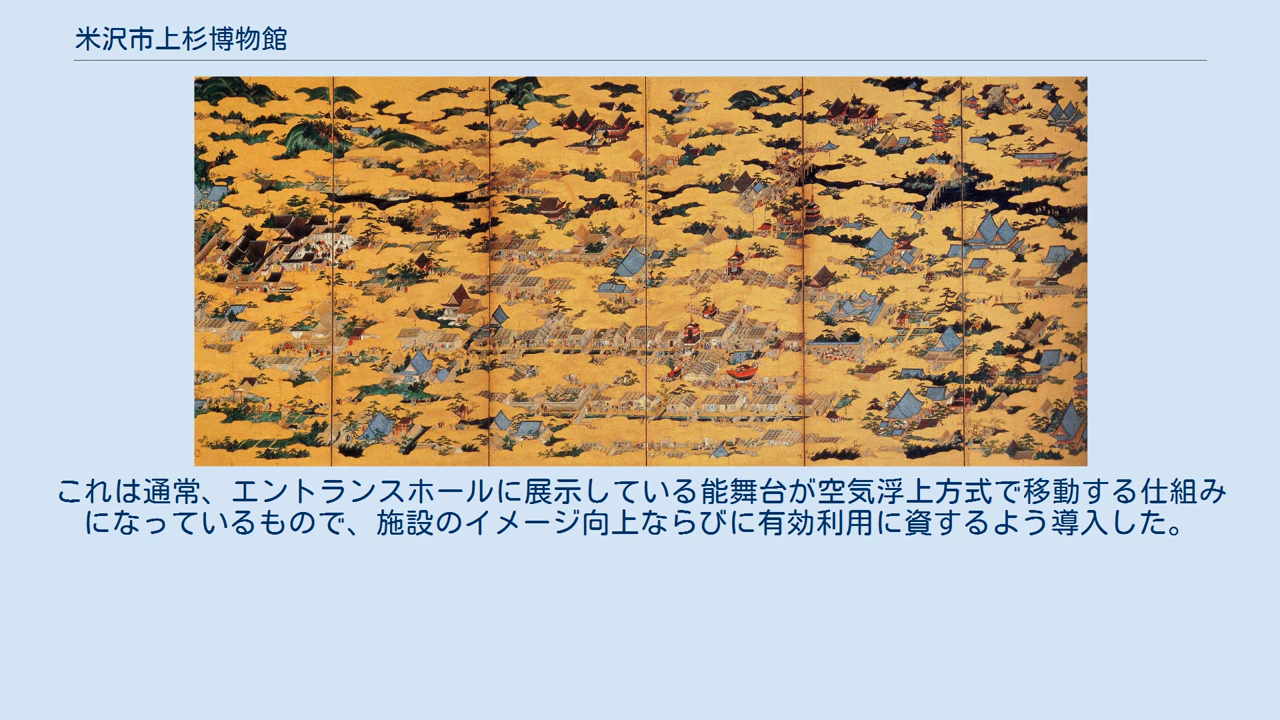 米沢市上杉博物館
これは通常、エントランスホールに展示している能舞台が空気浮上方式で移動する仕組み
になっているもので、施設のイメージ向上ならびに有効利用に資するよう導入した。